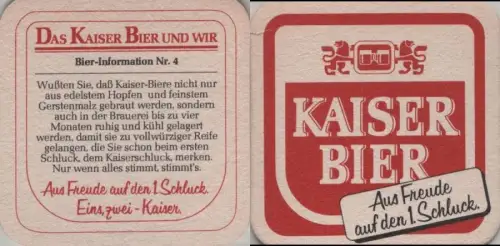 DAS KAISER BIER UND WIR
Bier-Information Nr. 4
Wußten Sie, daß Kaiser-Biere nicht nur
aus edelstem Hopfen und feinstem
Gerstenmalz gebraut werden, sondern
auch in der Brauerei bis zu vier
Monaten ruhig und kühl gelagert
werden, damit sie zu vollwürziger Reife
gelangen, die Sie schon beim ersten
Schluck, dem Kaiserschluck, merken.
Nur wenn alles stimmt, stimmt's.
Aus Freude auf den 1. Schluck.
Eins, zwei - Kaiser.
KAISER
BIER
Aus Freude
auf den 1. Schluck.